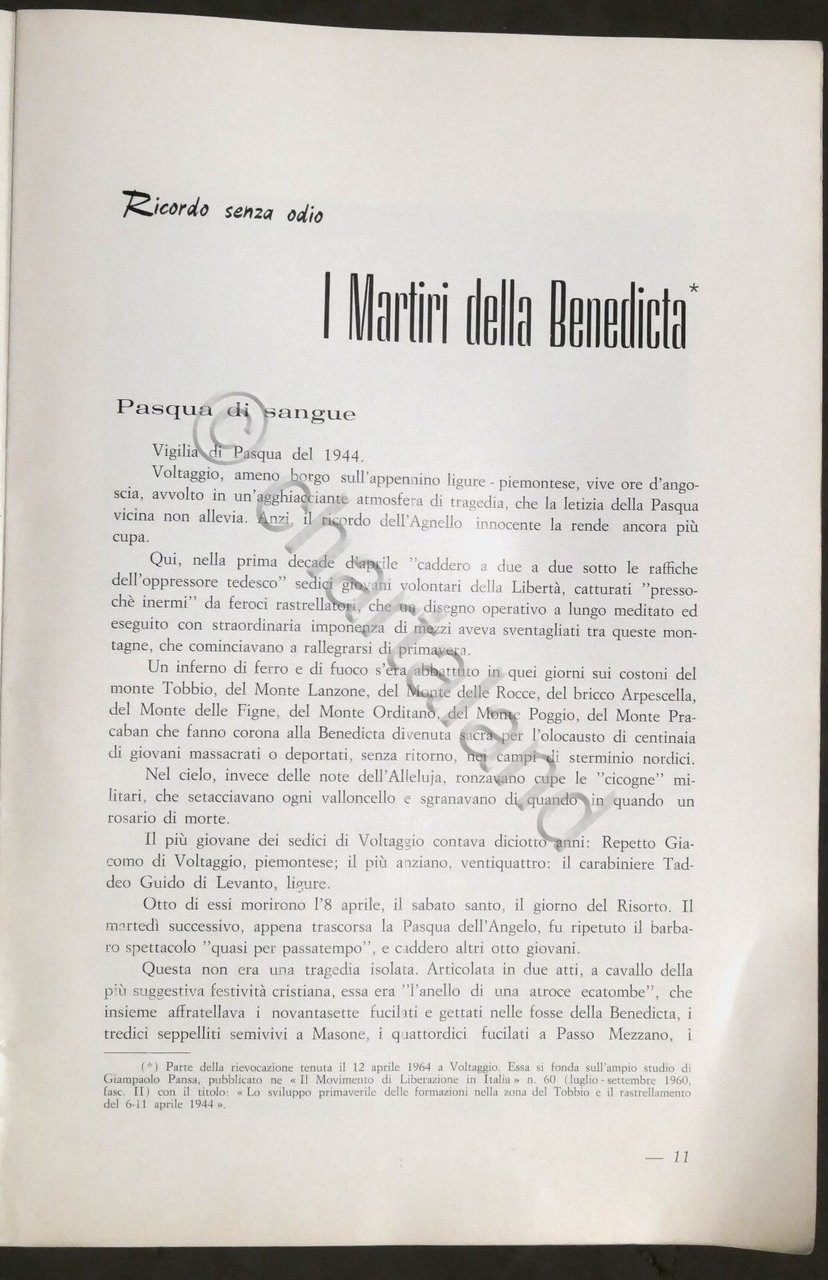 Ricordo senza odio
I Martiri della Benedicta*
Pasqua di sangue
Vigilia di Pasqua del 1944.
Voltaggio, ameno borgo sull'appennino ligure - piemontese, vive ore d'ango-
scia, avvolto in un'agghiacciante atmosfera di tragedia, che la letizia della Pasqua
vicina non allevia. Anzi, il ricordo dell'Agnello innocente la rende ancora più
cupa.
Qui, nella prima decade d'aprile "caddero a due a due sotto le raffiche
dell'oppressore tedesco" sedici giovani volontari della Libertà, catturati "presso-
chè inermi" da feroci rastrellatori, che un disegno operativo a lungo meditato ed
eseguito con straordinaria imponenza di mezzi aveva sventagliati tra queste mon-
tagne, che cominciavano a rallegrarsi di primavera.
Un inferno di ferro e di fuoco s'era abbattuto in quei giorni sui costoni del
monte Tobbio, del Monte Lanzone, del Monte delle Rocce, del bricco Arpescella,
del Monte delle Figne, del Monte Orditano, del Monte Poggio, del Monte Pra-
caban che fanno corona alla Benedicta divenuta sacra per l'olocausto di centinaia
di giovani massacrati o deportati, senza ritorno, nei campi di sterminio nordici.
Nel cielo, invece delle note dell'Alleluja, ronzavano cupe le "cicogne" mi-
litari, che setacciavano ogni valloncello e sgranavano di quando in quando un
rosario di morte.
Il più giovane dei sedici di Voltaggio contava diciotto anni: Repetto Gia-
como di Voltaggio, piemontese; il più anziano, ventiquattro: il carabiniere Tad-
deo Guido di Levanto, ligure.
Otto di essi morirono l'8 aprile, il sabato santo, il giorno del Risorto. Il
martedì successivo, appena trascorsa la Pasqua dell'Angelo, fu ripetuto il barba-
ro spettacolo "quasi per passatempo", e caddero altri otto giovani.
Questa non era una tragedia isolata. Articolata in due atti, a cavallo della
più suggestiva festività cristiana, essa era "l'anello di una atroce ecatombe", che
insieme affratellava i novantasette fucilati e gettati nelle fosse della Benedicta, i
tredici seppelliti semivivi a Masone, i quattordici fucilati a Passo Mezzano, i
(*) Parte della rievocazione tenuta il 12 aprile 1964 a Voltaggio. Essa si fonda sull'ampio studio di
Giampaolo Pansa, pubblicato ne « Il Movimento di Liberazione in Italia » n. 60 (luglio - settembre 1960,
fasc. II) con il titolo: « Lo sviluppo primaverile delle formazioni nella zona del Tobbio e il rastrellamento
del 6-11 aprile 1944 ».
— 11
© chartaland